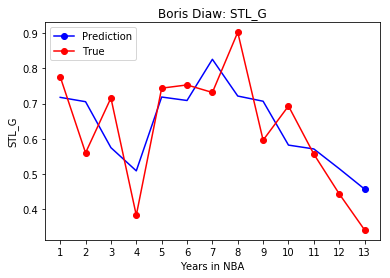 Boris Diaw: STL_G
Prediction
True
0.9
0.8
0.7
0.6
0.5
0.4
STL_G
1 2 3 4 5 6 7 8 9 10 11 12 13
Years in NBA